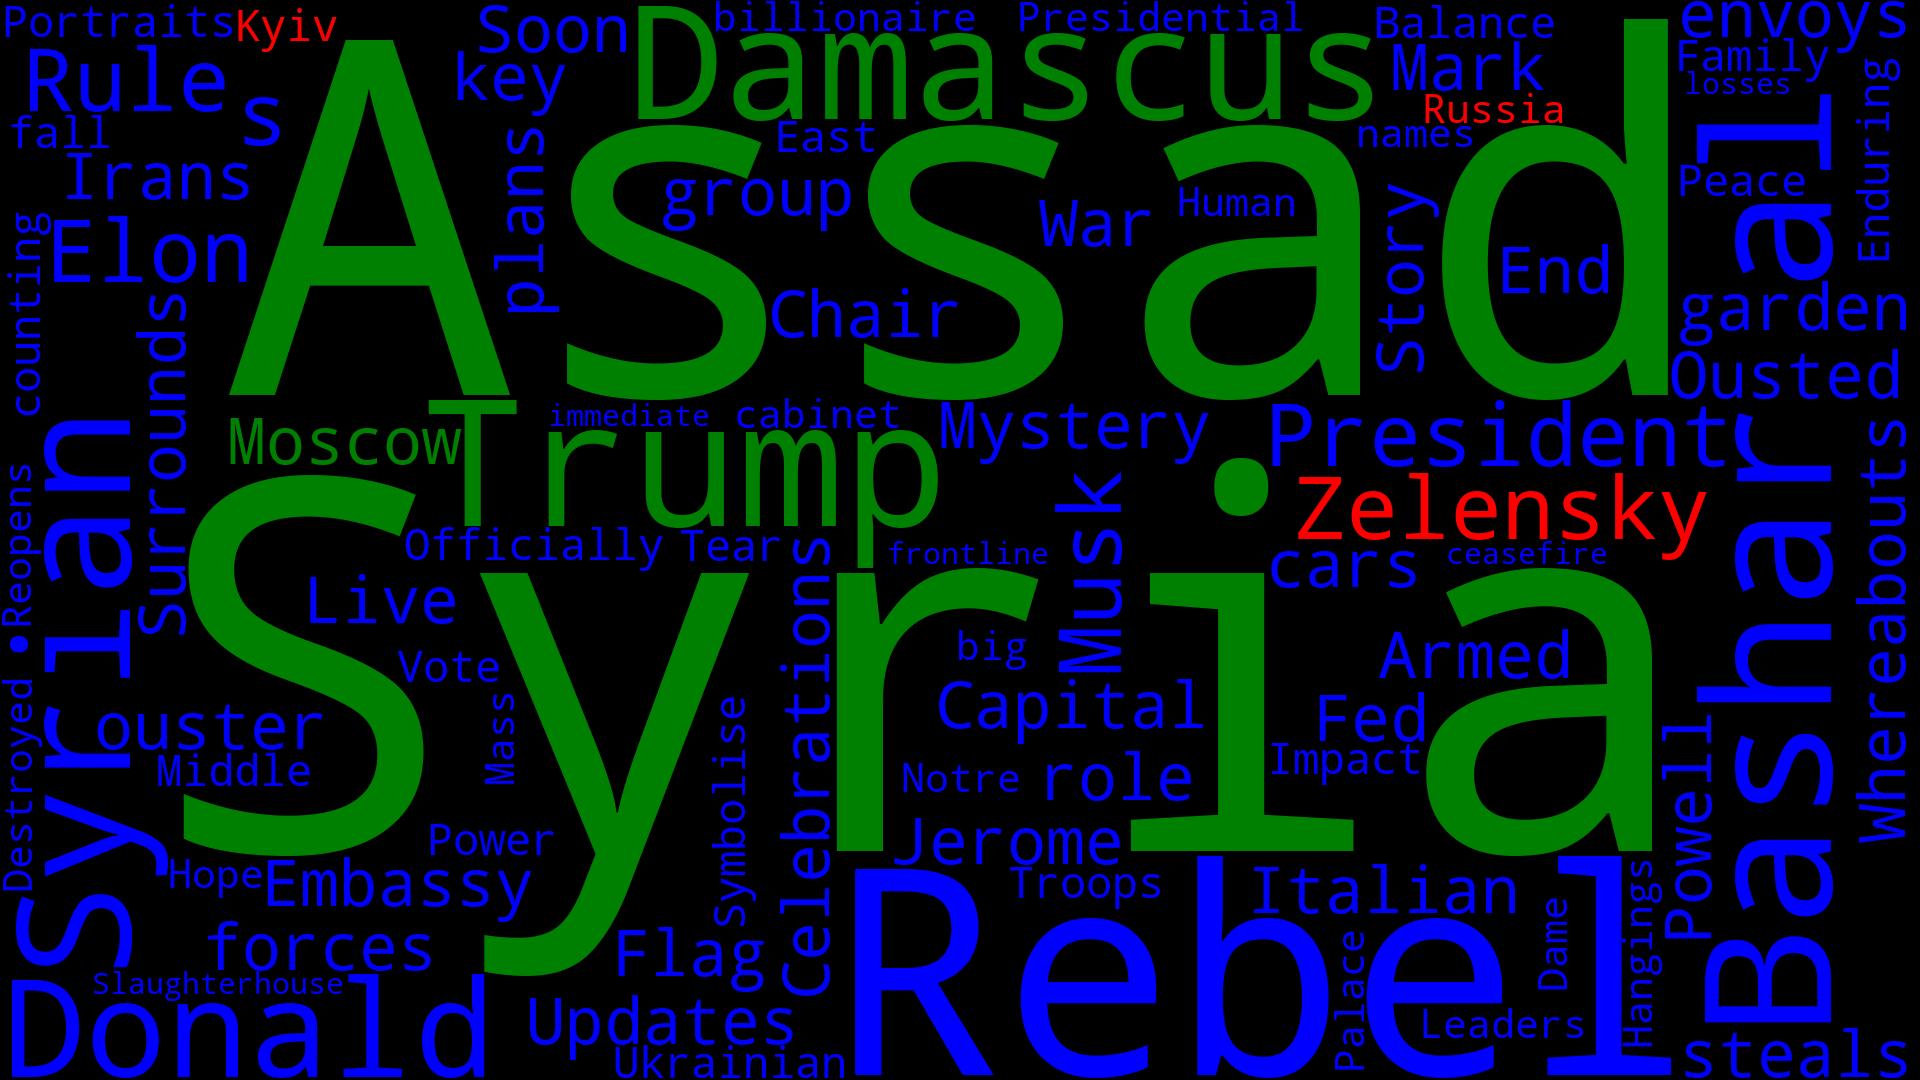 Portraits
Kyiv
Soon
billionaire
Presidential
Balance
envoys
Rule
s
key
Damascus
Mark
Family
losses
Russia
fall
East
names
Irans
plans
group
War
Human
Story
Peace
Enduring
counting
Elon
Assad
End
garden
Surrounds
Chair
Ousted
Moscow
Trump
immediate
cabinet
Mystery
President
Syrian
Zelensky
Bashar al
Whereabouts
Reopens
Officially
Tear
frontline
Musk
cars
ceasefire
Live
Syria
•
•
Celebrations
big
Armed
Destroyed
Vote
Mass
Symbolise
Capital
Fed
ouster
Middle
Notre
role
Impact
Powell
Power
Jerome
Hope
Embassy
Troops
Italian
forces
Flag
Rebel
Palace
Dame
Hangings
Slaughterhouse
Donald
Updates
Leaders
Ukrainian
steals